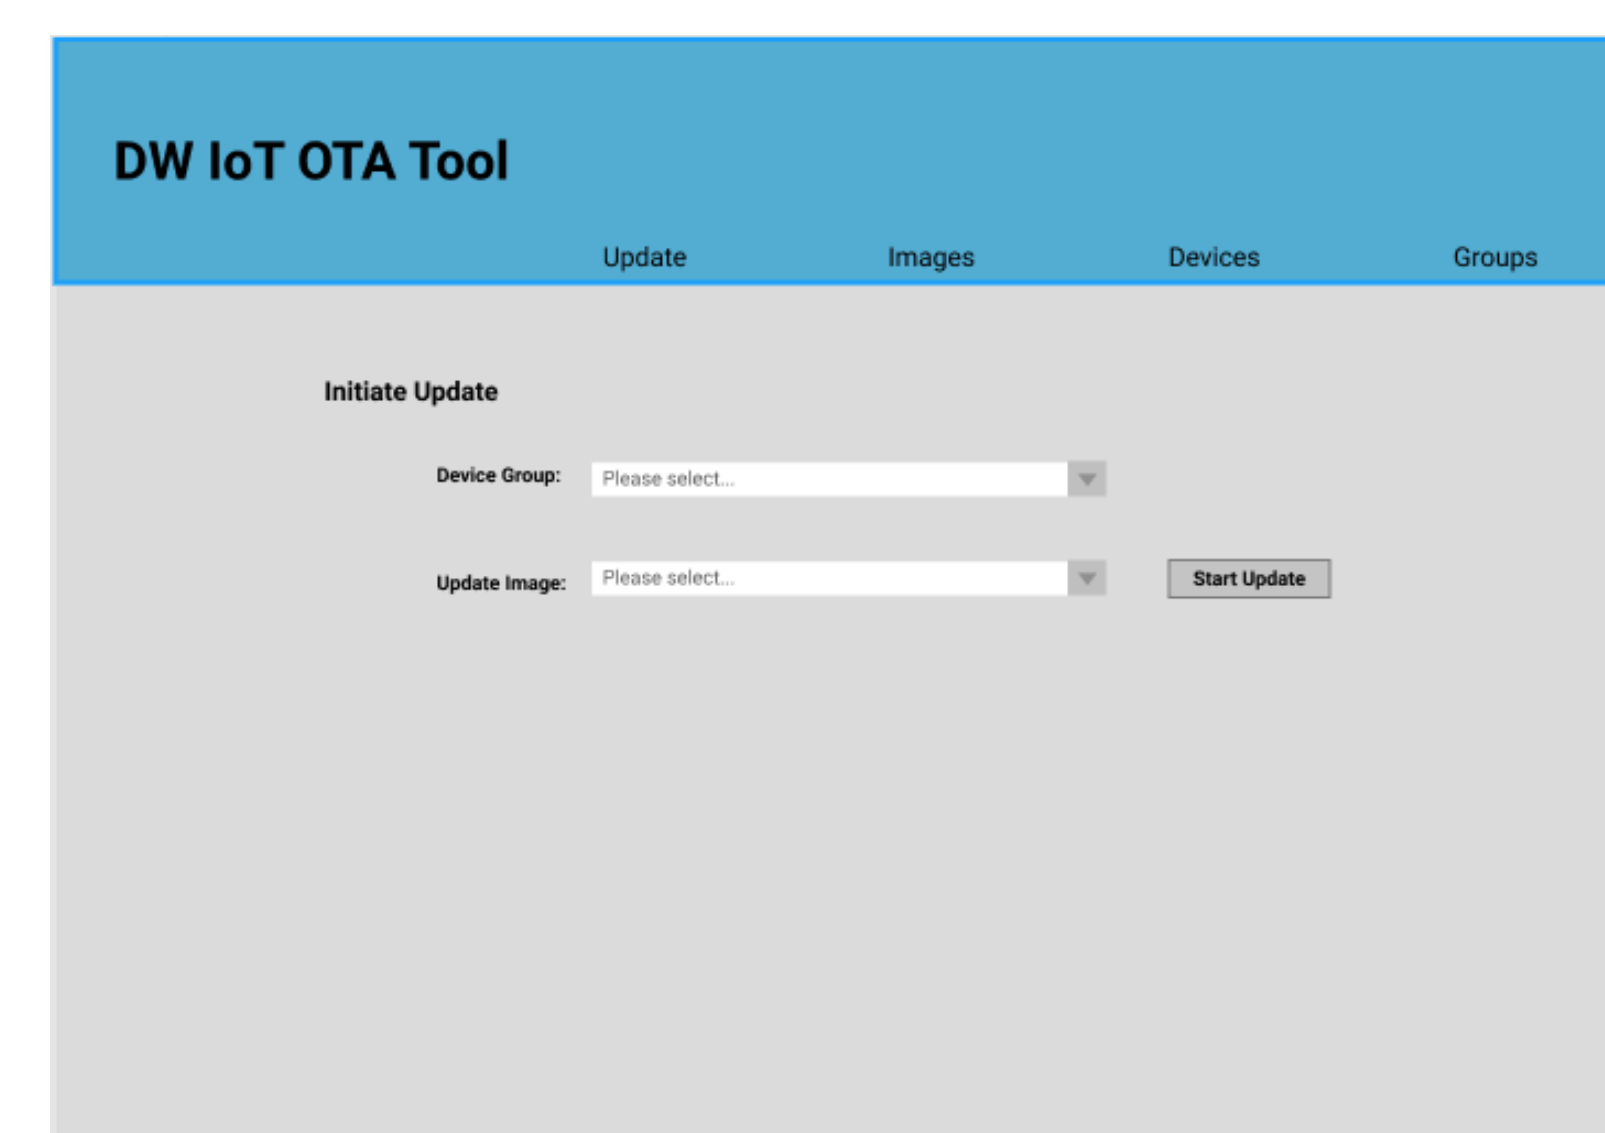 DW IoT OTA Tool
Update Images Devices Groups
Initiate Update
Device Group: Please select...
Update Image: Please select... Start Update